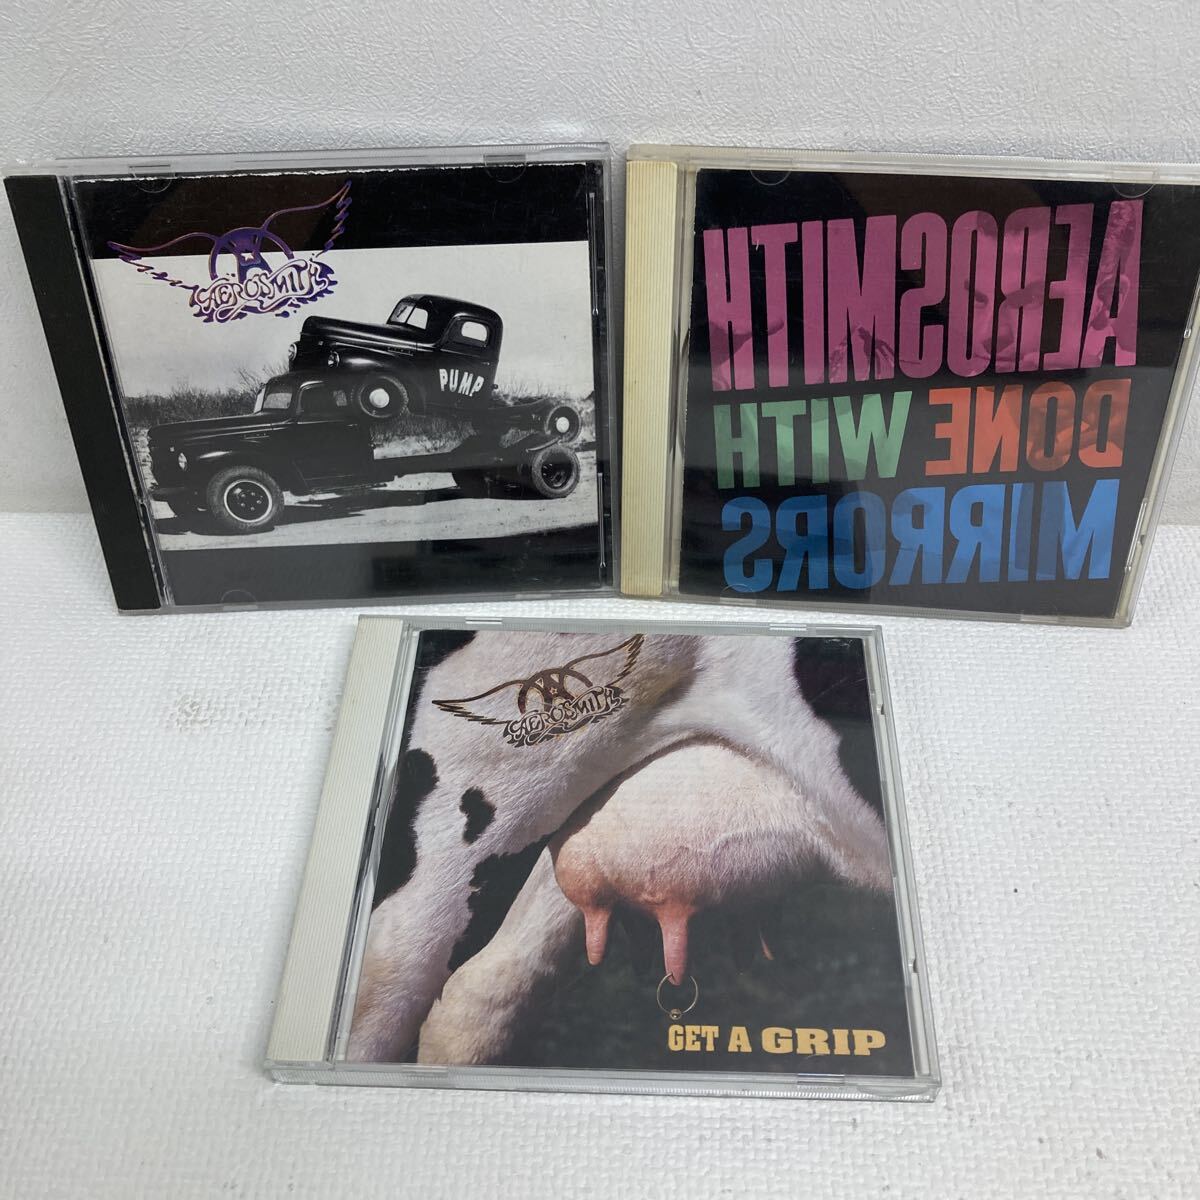 AEROSMITH
PUMP
AEROSMITH
DONE WITH
MIRRORS
AEROSMITH
GET A GRIP